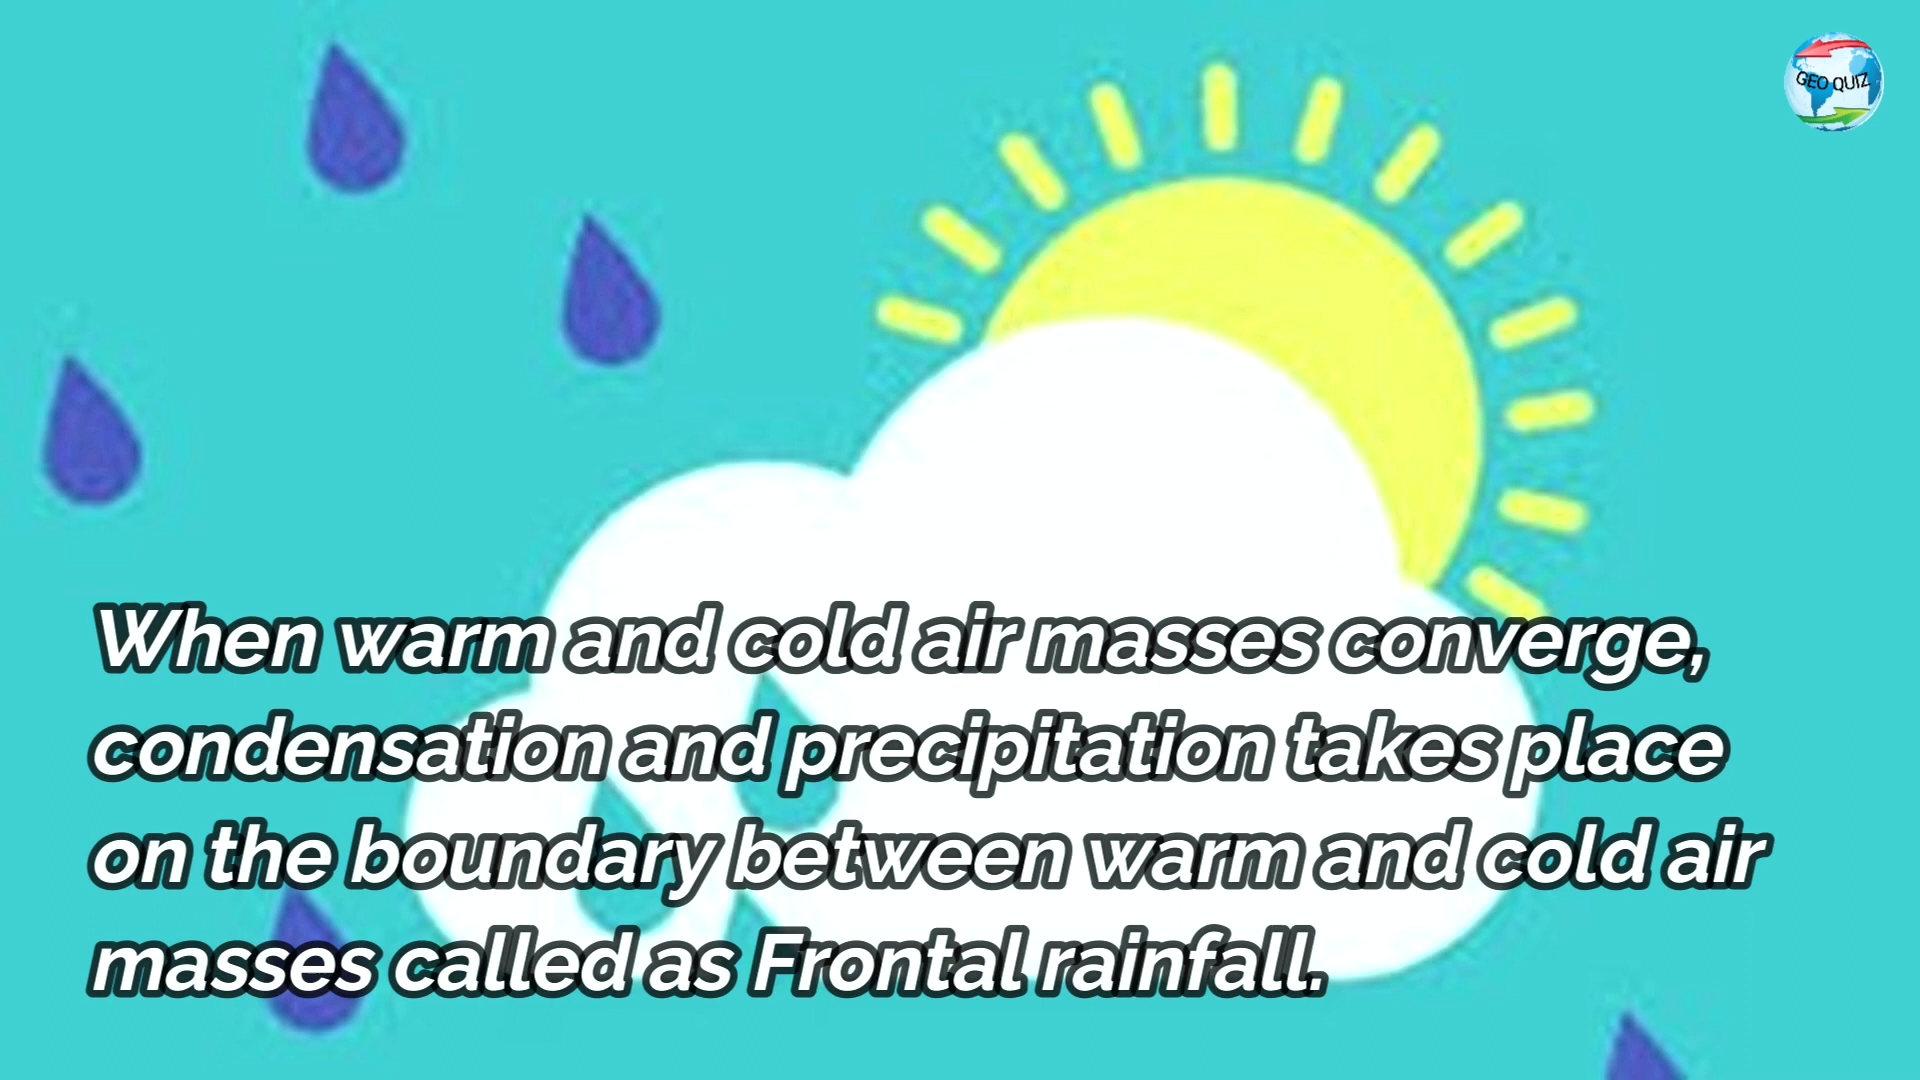 GEO QUIZ
When warm and cold air masses converge,
condensation and precipitation takes place
on the boundary between warm and cold air
masses called as Frontal rainfall.